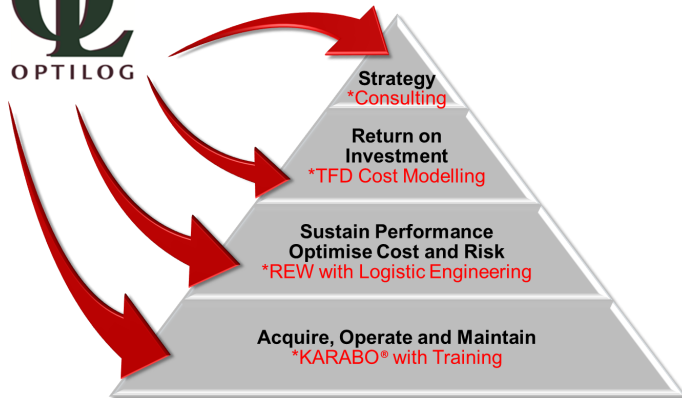 OPTILOG
Strategy
*Consulting
Return on
Investment
*TFD Cost Modelling
Sustain Performance
Optimise Cost and Risk
*REW with Logistic Engineering
Acquire, Operate and Maintain
*KARABO® with Training